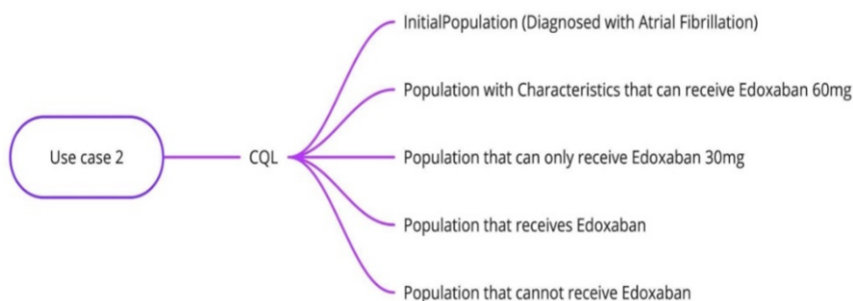 InitialPopulation (Diagnosed with Atrial Fibrillation)
Population with Characteristics that can receive Edoxaban 60mg
Use case 2
CQL
Population that can only receive Edoxaban 30mg
Population that receives Edoxaban
Population that cannot receive Edoxaban